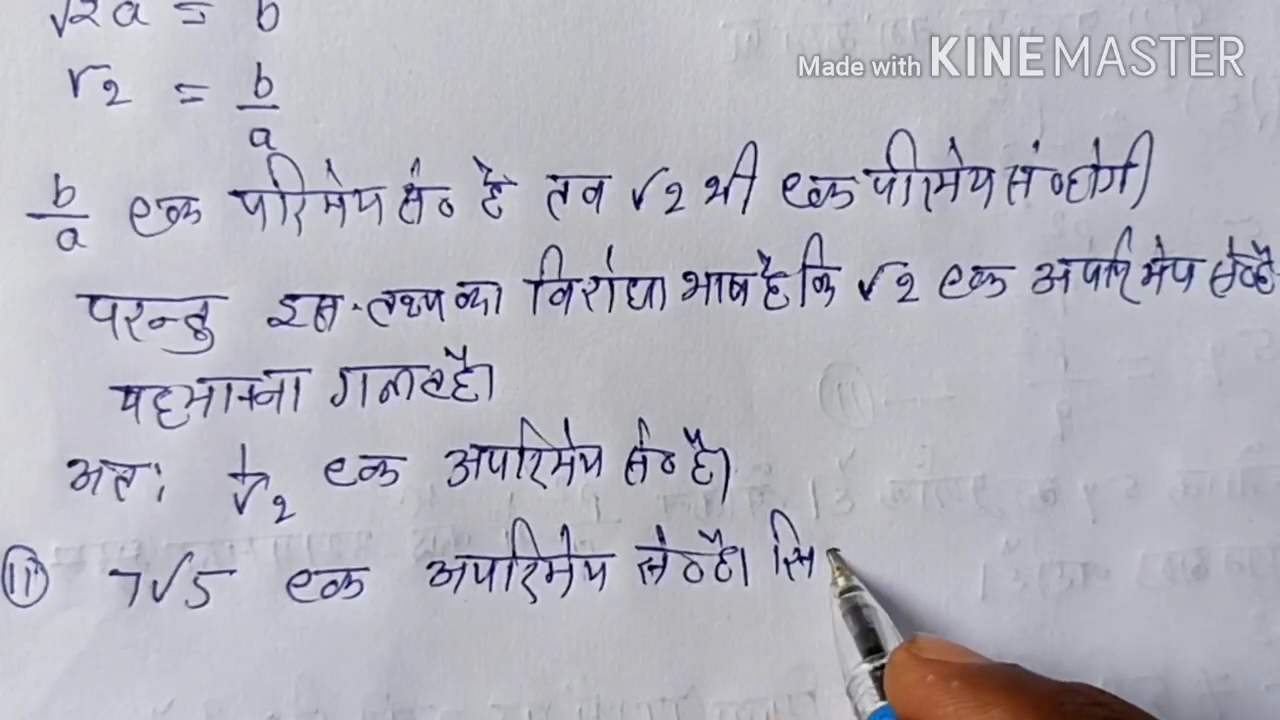 √2a = b
Made with KINEMASTER
√2 = b/a
b/a एक परिमेय सं० है तब √2 भी एक परिमेय सं० होगी
परन्तु इस तथ्य का विरोधा भाष है कि √2 एक अपरिमेय सं० है
यह मानना गलत है।
अतः 1/√2 एक अपरिमेय सं० है।
(ii) 7√5 एक अपरिमेय सं० है। सि